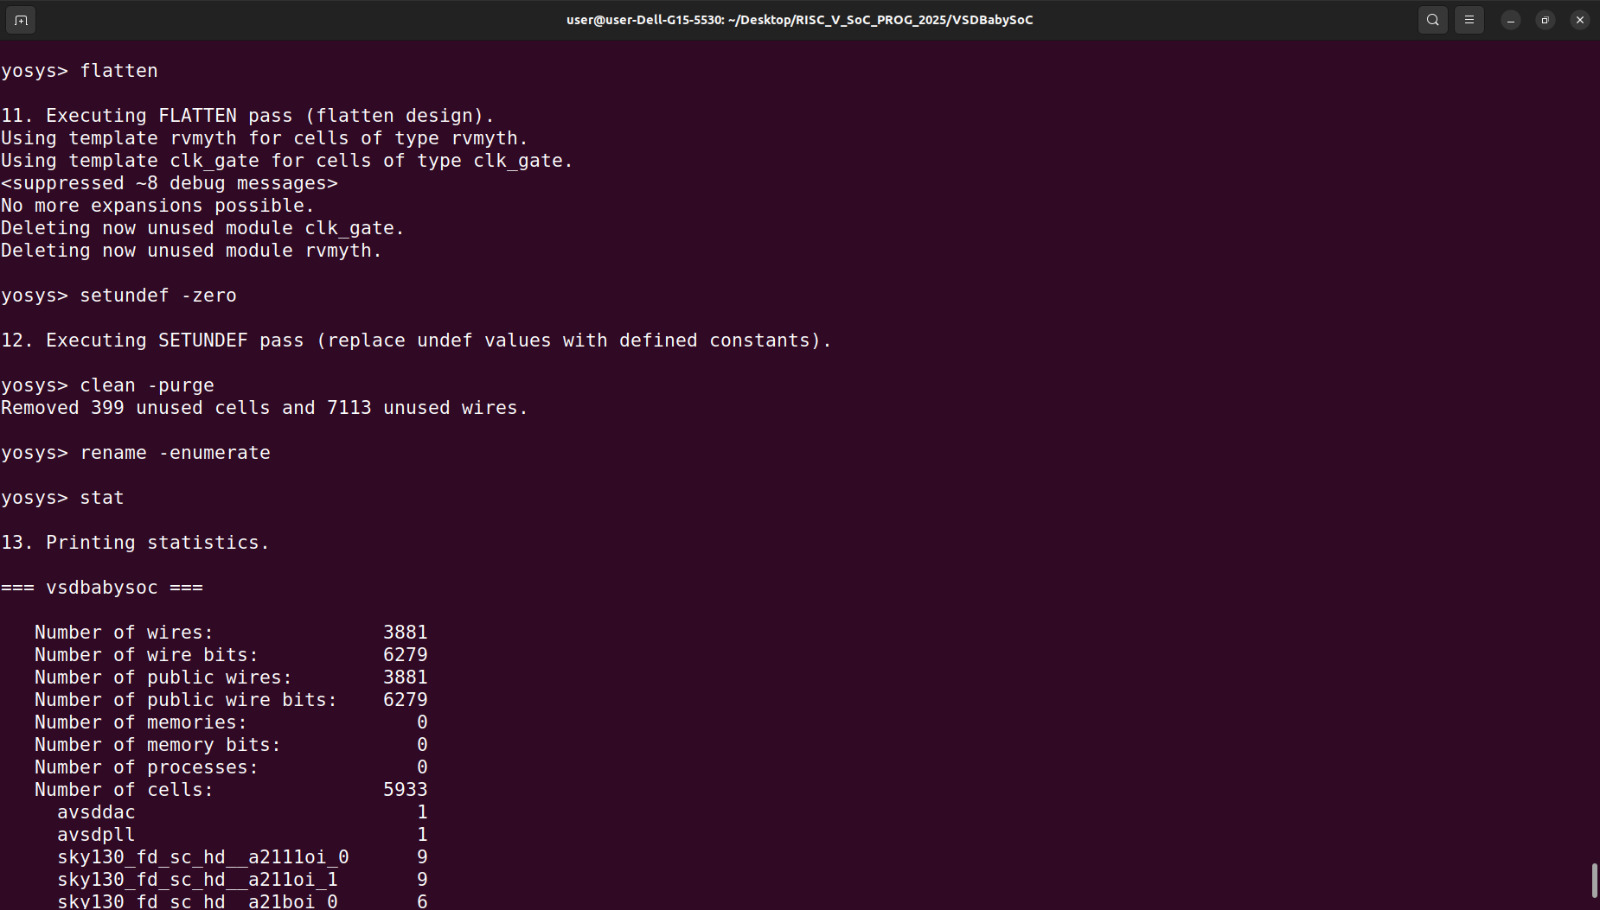 user@user-Dell-G15-5530: ~/Desktop/RISC_V_SoC_PROG_2025/VSDBabySoC
yosys> flatten
11. Executing FLATTEN pass (flatten design).
Using template rvmyth for cells of type rvmyth.
Using template clk_gate for cells of type clk_gate.
<suppressed ~8 debug messages>
No more expansions possible.
Deleting now unused module clk_gate.
Deleting now unused module rvmyth.
yosys> setundef -zero
12. Executing SETUNDEF pass (replace undef values with defined constants).
yosys> clean -purge
Removed 399 unused cells and 7113 unused wires.
yosys> rename -enumerate
yosys> stat
13. Printing statistics.
=== vsdbabysoc ===
Number of wires: 3881
Number of wire bits: 6279
Number of public wires: 3881
Number of public wire bits: 6279
Number of memories: 0
Number of memory bits: 0
Number of processes: 0
Number of cells: 5933
avsddac 1
avsdpll 1
sky130_fd_sc_hd__a2111oi_0 9
sky130_fd_sc_hd__a211oi_1 9
sky130_fd_sc_hd__a21boi_0 6